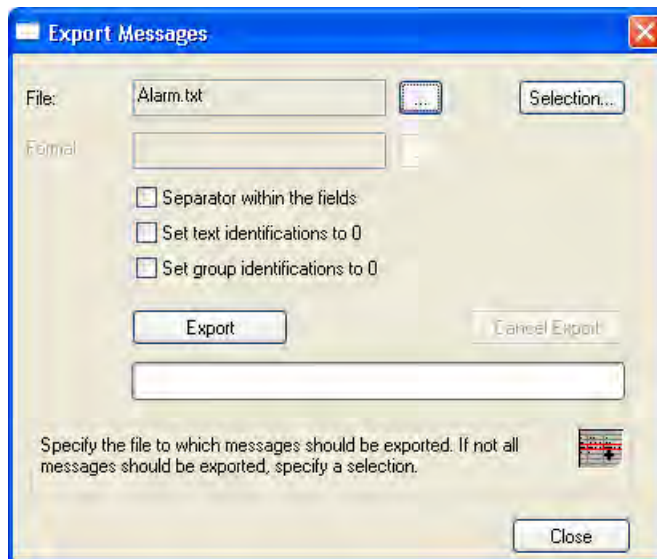 Export Messages
File:
Alarm.txt
...
Selection...
Format
Separator within the fields
Set text identifications to 0
Set group identifications to 0
Export
Cancel Export
Specify the file to which messages should be exported. If not all
messages should be exported, specify a selection.
Close